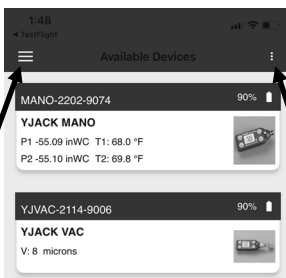 1:48
◄ TestFlight
Available Devices
MANO-2202-9074 90%
YJACK MANO
P1 -55.09 inWC T1: 68.0 °F
P2 -55.10 inWC T2: 69.8 °F
YJVAC-2114-9006 90%
YJACK VAC
V: 8 microns